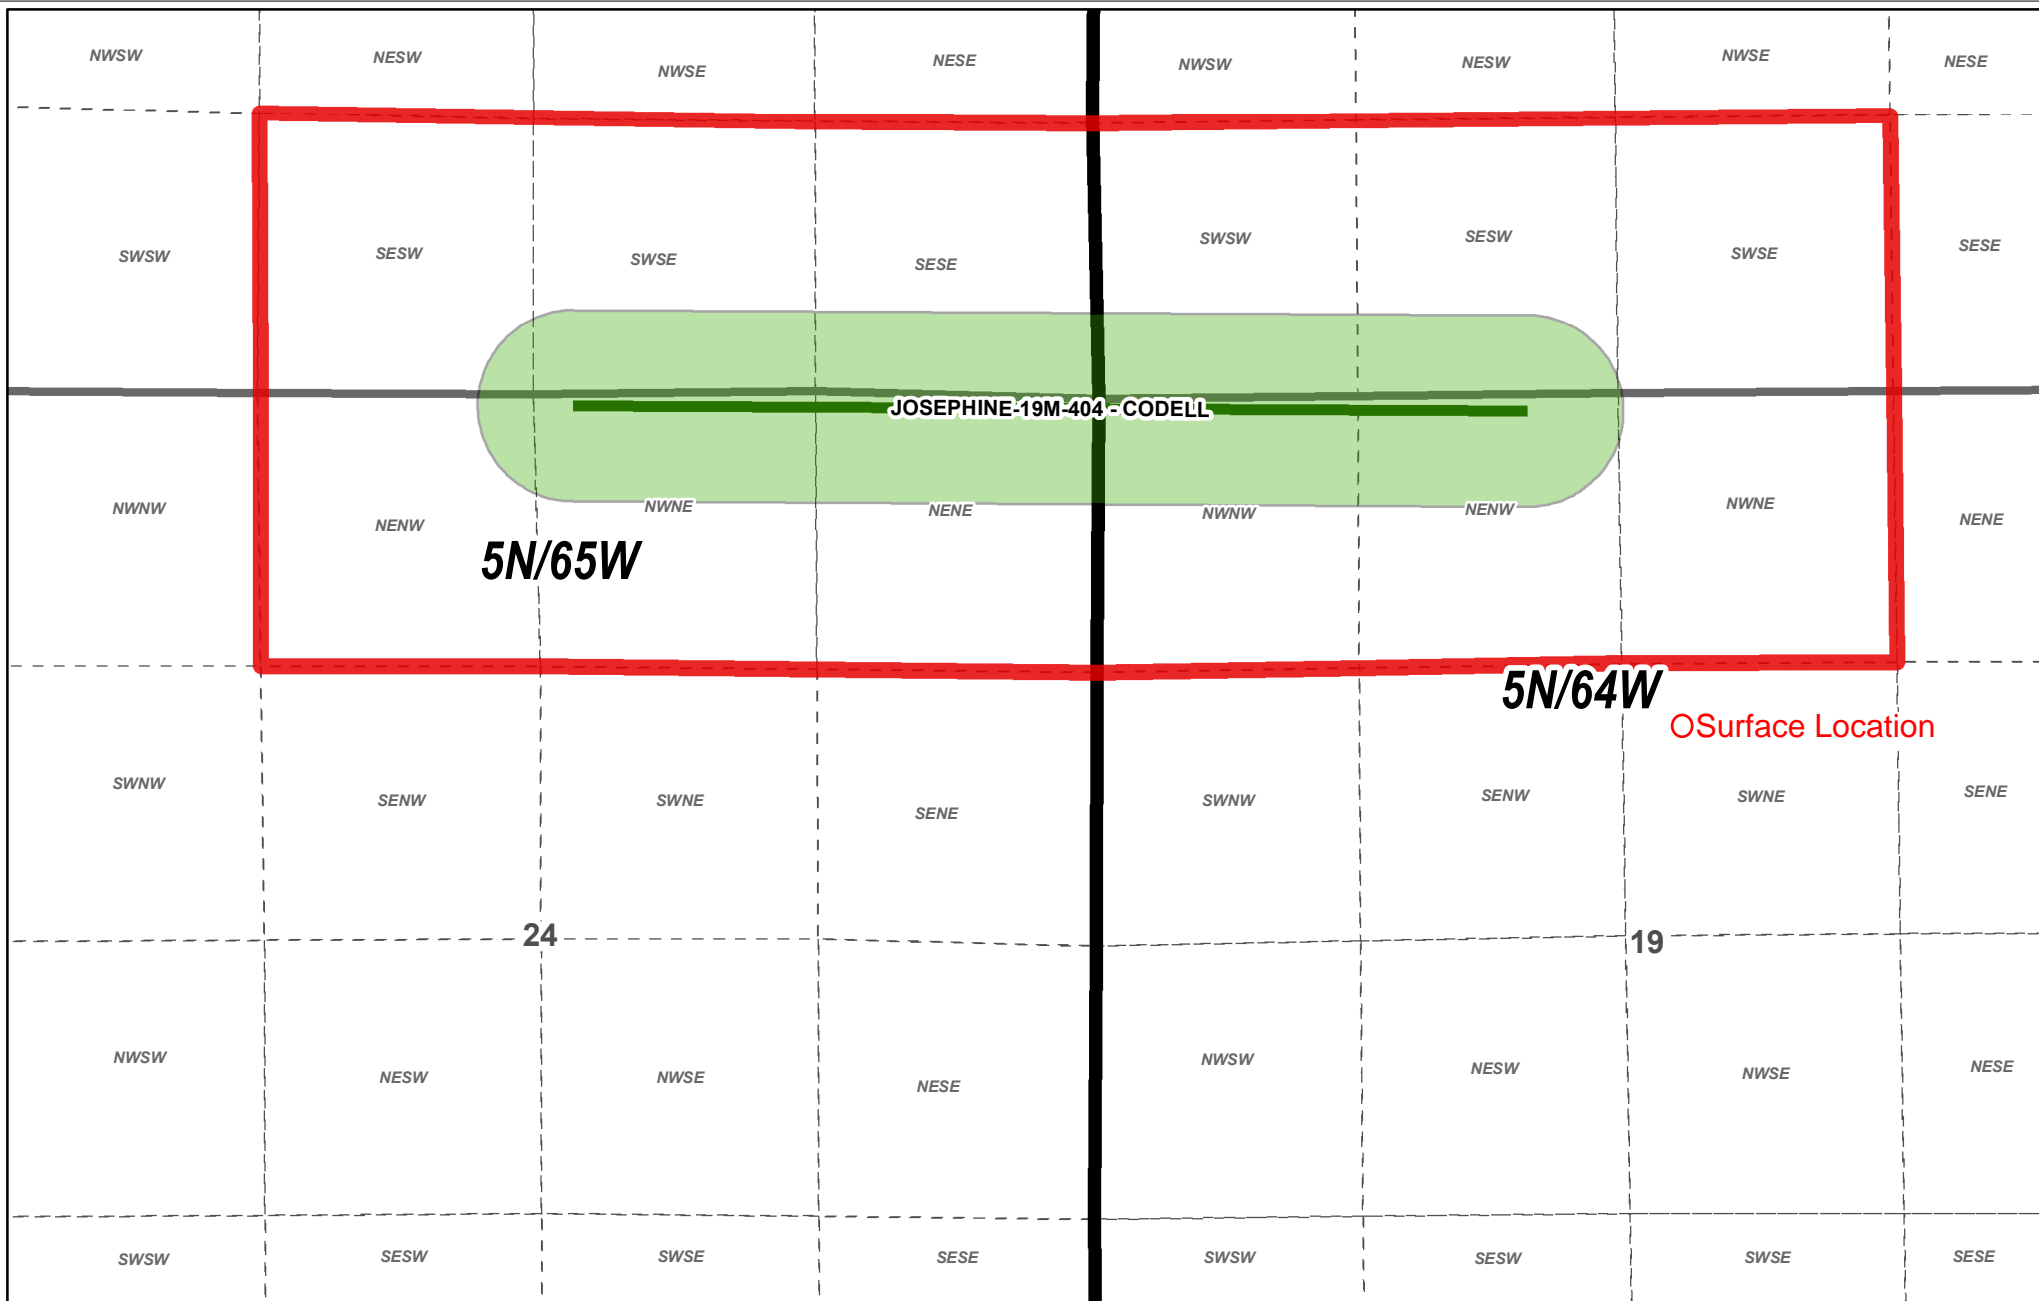 NWSW NESW NWSE NESE NWSW NESW NWSE NESE
SWSW SESW SWSE SESE SWSW SESW SWSE SESE
JOSEPHINE-19M-404 - CODELL
NWNW NENW NWNE NENE NWNW NENW NWNE NENE
5N/65W
5N/64W
Surface Location
SWNW SENW SWNE SENE SWNW SENW SWNE SENE
24 19
NWSW NESW NWSE NESE NWSW NESW NWSE NESE
SWSW SESW SWSE SESE SWSW SESW SWSE SESE